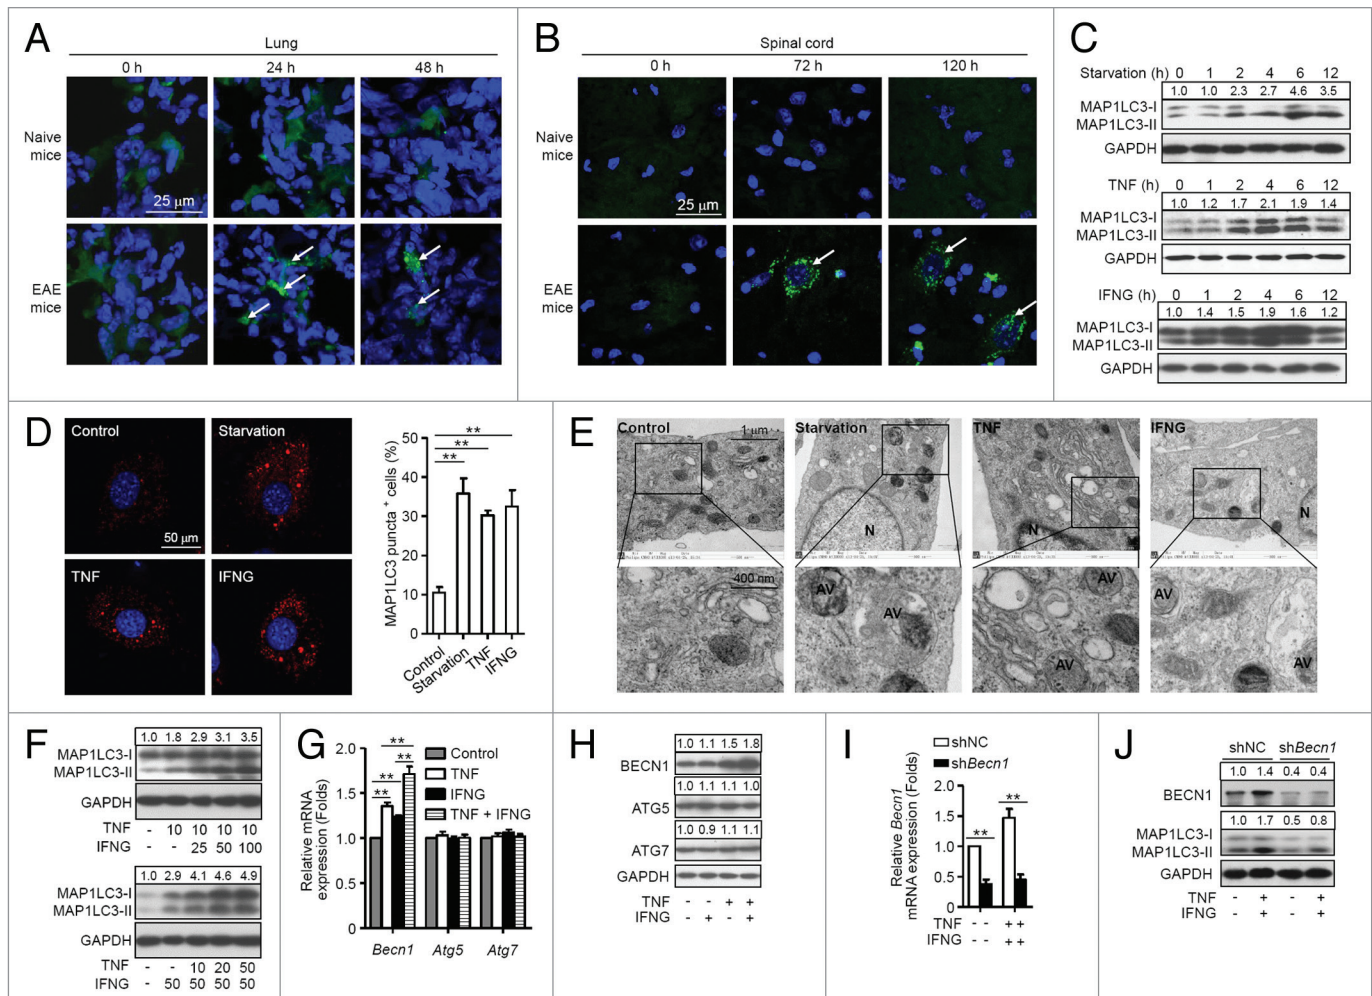 A
Lung
0 h 24 h 48 h
Naive mice
25 μm
EAE mice
B
Spinal cord
0 h 72 h 120 h
Naive mice
25 μm
EAE mice
C
Starvation (h) 0 1 2 4 6 12
1.0 1.0 2.3 2.7 4.6 3.5
MAP1LC3-I
MAP1LC3-II
GAPDH
TNF (h) 0 1 2 4 6 12
1.0 1.2 1.7 2.1 1.9 1.4
MAP1LC3-I
MAP1LC3-II
GAPDH
IFNG (h) 0 1 2 4 6 12
1.0 1.4 1.5 1.9 1.6 1.2
MAP1LC3-I
MAP1LC3-II
GAPDH
D
Control Starvation
50 μm
TNF IFNG
MAP1LC3 puncta + cells (%)
50
40
30
20
10
0
** 
**
**
Control Starvation TNF IFNG
E
Control Starvation TNF IFNG
1 μm
N N N
400 nm
AV AV AV AV AV AV
F
1.0 1.8 2.9 3.1 3.5
MAP1LC3-I
MAP1LC3-II
GAPDH
TNF - 10 10 10 10
IFNG - - 25 50 100
1.0 2.9 4.1 4.6 4.9
MAP1LC3-I
MAP1LC3-II
GAPDH
TNF - - 10 20 50
IFNG - 50 50 50 50
G
Relative mRNA expression (Folds)
2.0
1.5
1.0
0.5
0
**
**
**
**
Control
TNF
IFNG
TNF + IFNG
Becn1 Atg5 Atg7
H
1.0 1.1 1.5 1.8
BECN1
1.0 1.1 1.1 1.0
ATG5
1.0 0.9 1.1 1.1
ATG7
GAPDH
TNF - - + +
IFNG - + - +
I
shNC
shBecn1
Relative Becn1 mRNA expression (Folds)
2.0
1.5
1.0
0.5
0
**
**
TNF - - + +
IFNG - - + +
J
shNC shBecn1
1.0 1.4 0.4 0.4
BECN1
1.0 1.7 0.5 0.8
MAP1LC3-I
MAP1LC3-II
GAPDH
TNF - + - +
IFNG - + - +